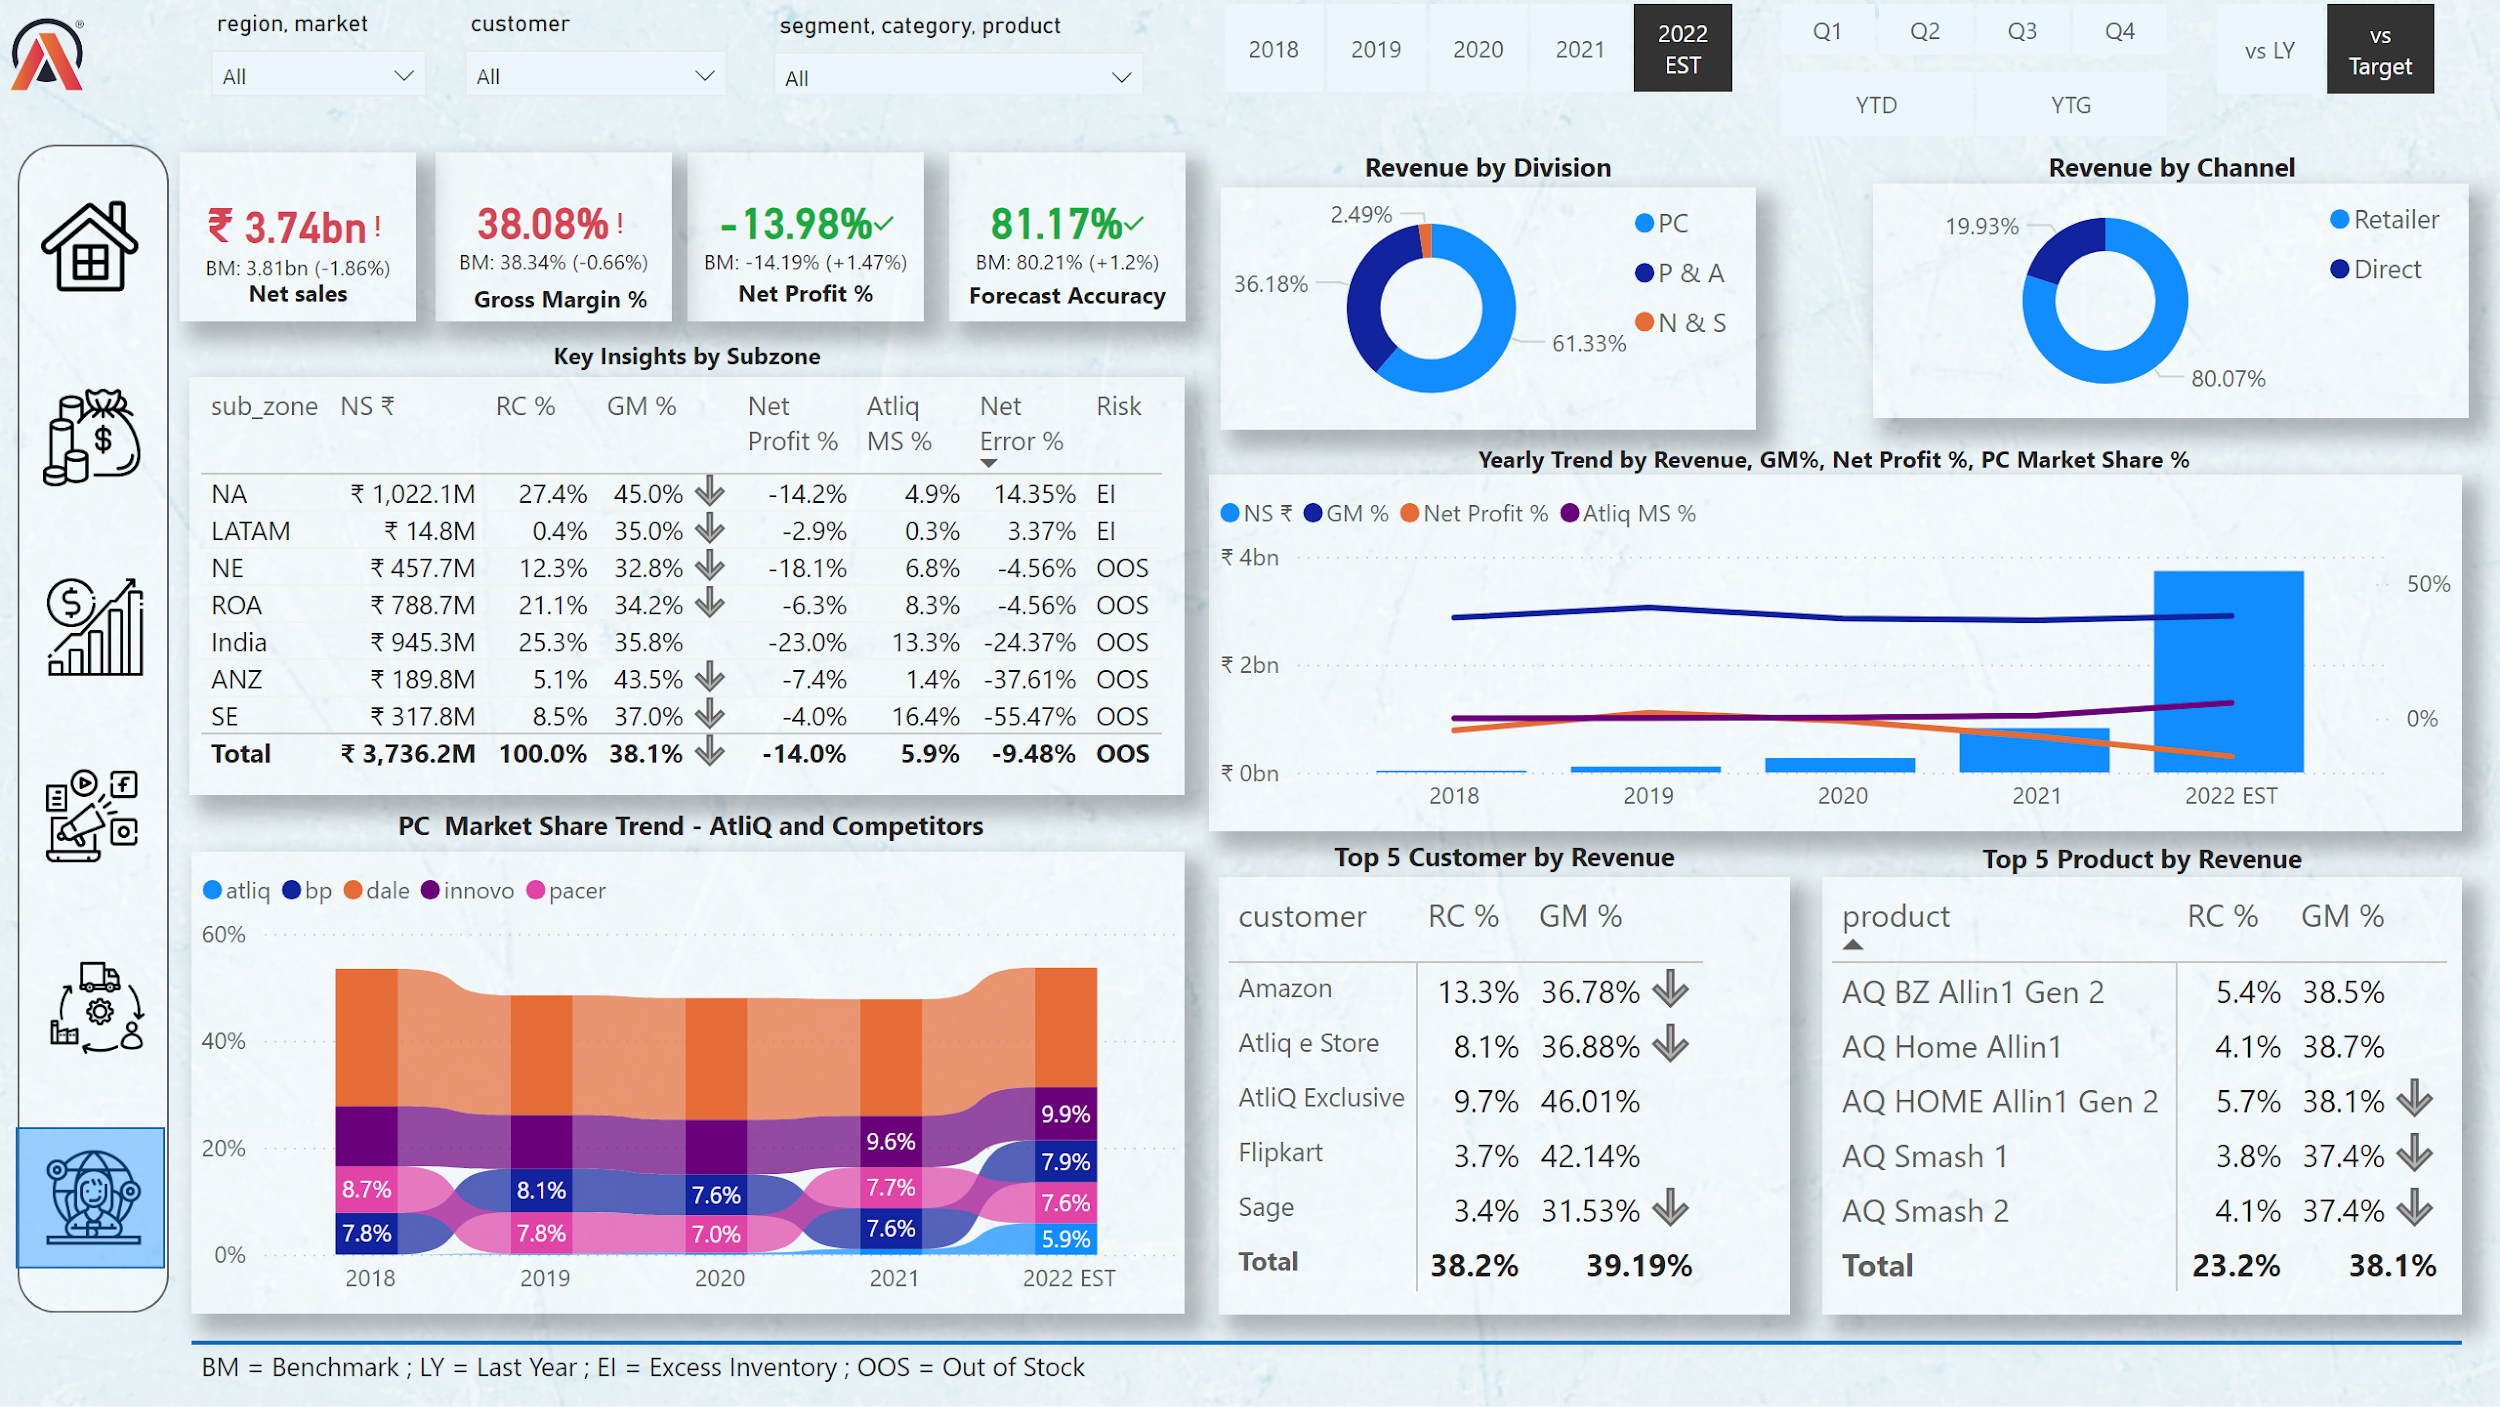 ®
region, market
customer
segment, category, product
All
All
All
2018
2019
2020
2021
2022
EST
Q1
Q2
Q3
Q4
YTD
YTG
vs LY
vs
Target
₹ 3.74bn !
BM: 3.81bn (-1.86%)
Net sales
38.08% !
BM: 38.34% (-0.66%)
Gross Margin %
-13.98%
BM: -14.19% (+1.47%)
Net Profit %
81.17%
BM: 80.21% (+1.2%)
Forecast Accuracy
Revenue by Division
2.49%
36.18%
61.33%
PC
P & A
N & S
Revenue by Channel
19.93%
80.07%
Retailer
Direct
Key Insights by Subzone
sub_zone NS ₹ RC % GM % Net Atliq Net Risk
Profit % MS % Error %
NA ₹ 1,022.1M 27.4% 45.0% -14.2% 4.9% 14.35% EI
LATAM ₹ 14.8M 0.4% 35.0% -2.9% 0.3% 3.37% EI
NE ₹ 457.7M 12.3% 32.8% -18.1% 6.8% -4.56% OOS
ROA ₹ 788.7M 21.1% 34.2% -6.3% 8.3% -4.56% OOS
India ₹ 945.3M 25.3% 35.8% -23.0% 13.3% -24.37% OOS
ANZ ₹ 189.8M 5.1% 43.5% -7.4% 1.4% -37.61% OOS
SE ₹ 317.8M 8.5% 37.0% -4.0% 16.4% -55.47% OOS
Total ₹ 3,736.2M 100.0% 38.1% -14.0% 5.9% -9.48% OOS
Yearly Trend by Revenue, GM%, Net Profit %, PC Market Share %
NS ₹ GM % Net Profit % Atliq MS %
₹ 4bn
₹ 2bn
₹ 0bn
50%
0%
2018 2019 2020 2021 2022 EST
PC Market Share Trend - AtliQ and Competitors
atliq bp dale innovo pacer
60%
40%
20%
0%
8.7%
7.8%
8.1%
7.8%
7.6%
7.0%
9.6%
7.7%
7.6%
9.9%
7.9%
7.6%
5.9%
2018 2019 2020 2021 2022 EST
Top 5 Customer by Revenue
customer RC % GM %
Amazon 13.3% 36.78%
Atliq e Store 8.1% 36.88%
AtliQ Exclusive 9.7% 46.01%
Flipkart 3.7% 42.14%
Sage 3.4% 31.53%
Total 38.2% 39.19%
Top 5 Product by Revenue
product RC % GM %
AQ BZ Allin1 Gen 2 5.4% 38.5%
AQ Home Allin1 4.1% 38.7%
AQ HOME Allin1 Gen 2 5.7% 38.1%
AQ Smash 1 3.8% 37.4%
AQ Smash 2 4.1% 37.4%
Total 23.2% 38.1%
BM = Benchmark ; LY = Last Year ; EI = Excess Inventory ; OOS = Out of Stock